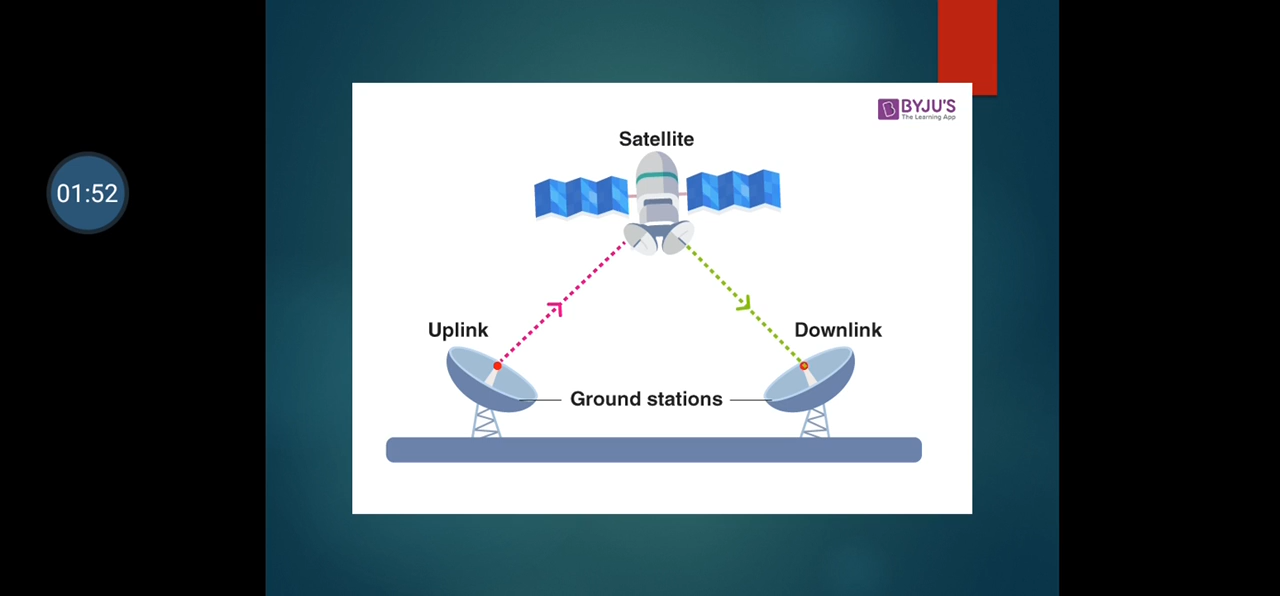 BYJU'S
The Learning App
Satellite
01:52
Uplink
Downlink
Ground stations